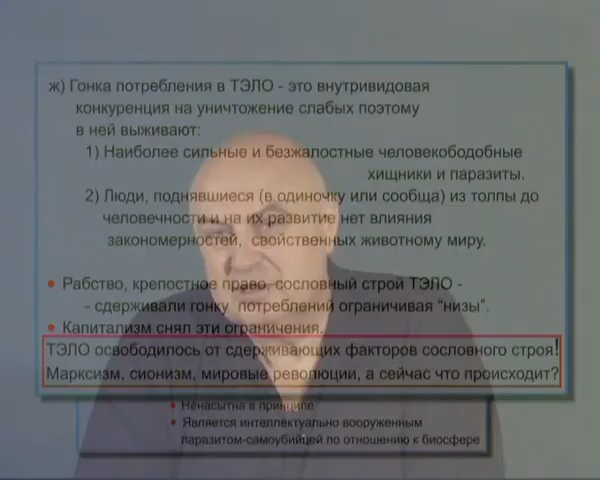 ж) Гонка потребления в ТЭЛО - это внутривидовая
конкуренция на уничтожение слабых поэтому
в ней выживают:
1) Наиболее сильные и безжалостные человекободобные
хищники и паразиты.
2) Люди, поднявшиеся (в одиночку или сообща) из толпы до
человечности и на их развитие нет влияния
закономерностей, свойственных животному миру.
• Рабство, крепостное право, сословный строй ТЭЛО -
- сдерживали гонку потреблений ограничивая “низы”.
• Капитализм снял эти ограничения.
ТЭЛО освободилось от сдерживающих факторов сословного строя!
Марксизм, сионизм, мировые революции, а сейчас что происходит?
• Ненасытна в принципе
• Является интеллектуально вооруженным
паразитом-самоубийцей по отношению к биосфере